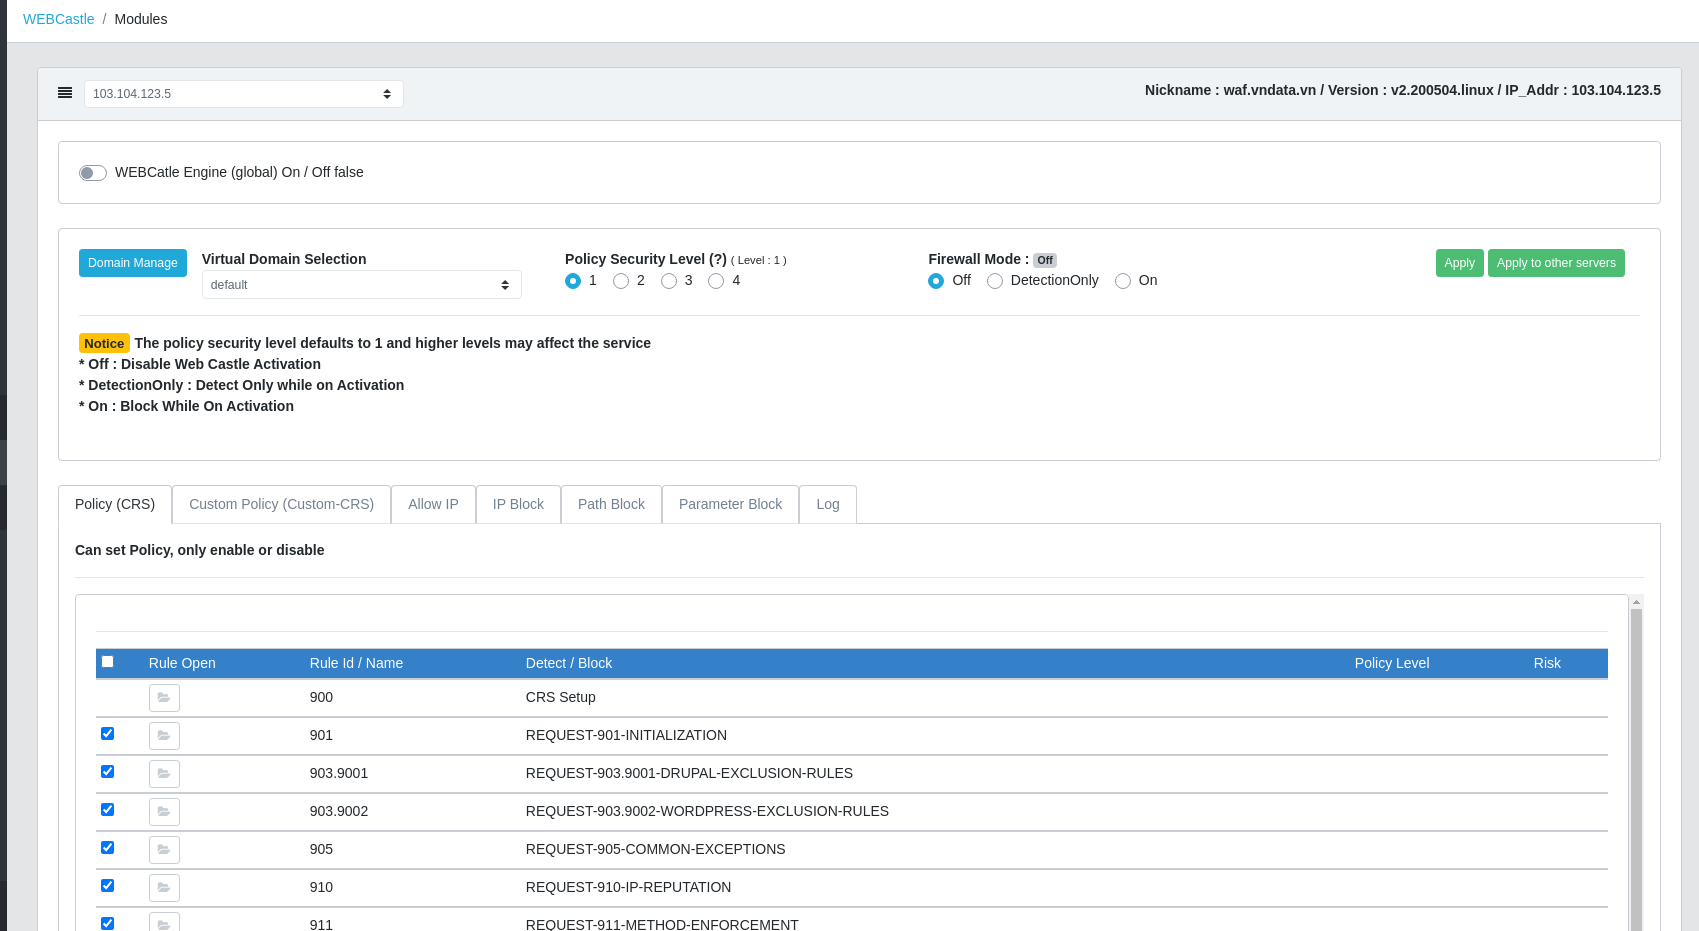 WEBCastle / Modules
103.104.123.5
Nickname : waf.vndata.vn / Version : v2.200504.linux / IP_Addr : 103.104.123.5
WEBCatle Engine (global) On / Off false
Domain Manage
Virtual Domain Selection
default
Policy Security Level (?) ( Level : 1 )
1 2 3 4
Firewall Mode : Off
Off DetectionOnly On
Apply Apply to other servers
Notice The policy security level defaults to 1 and higher levels may affect the service
* Off : Disable Web Castle Activation
* DetectionOnly : Detect Only while on Activation
* On : Block While On Activation
Policy (CRS) Custom Policy (Custom-CRS) Allow IP IP Block Path Block Parameter Block Log
Can set Policy, only enable or disable
Rule Open Rule Id / Name Detect / Block Policy Level Risk
900 CRS Setup
901 REQUEST-901-INITIALIZATION
903.9001 REQUEST-903.9001-DRUPAL-EXCLUSION-RULES
903.9002 REQUEST-903.9002-WORDPRESS-EXCLUSION-RULES
905 REQUEST-905-COMMON-EXCEPTIONS
910 REQUEST-910-IP-REPUTATION
911 REQUEST-911-METHOD-ENFORCEMENT